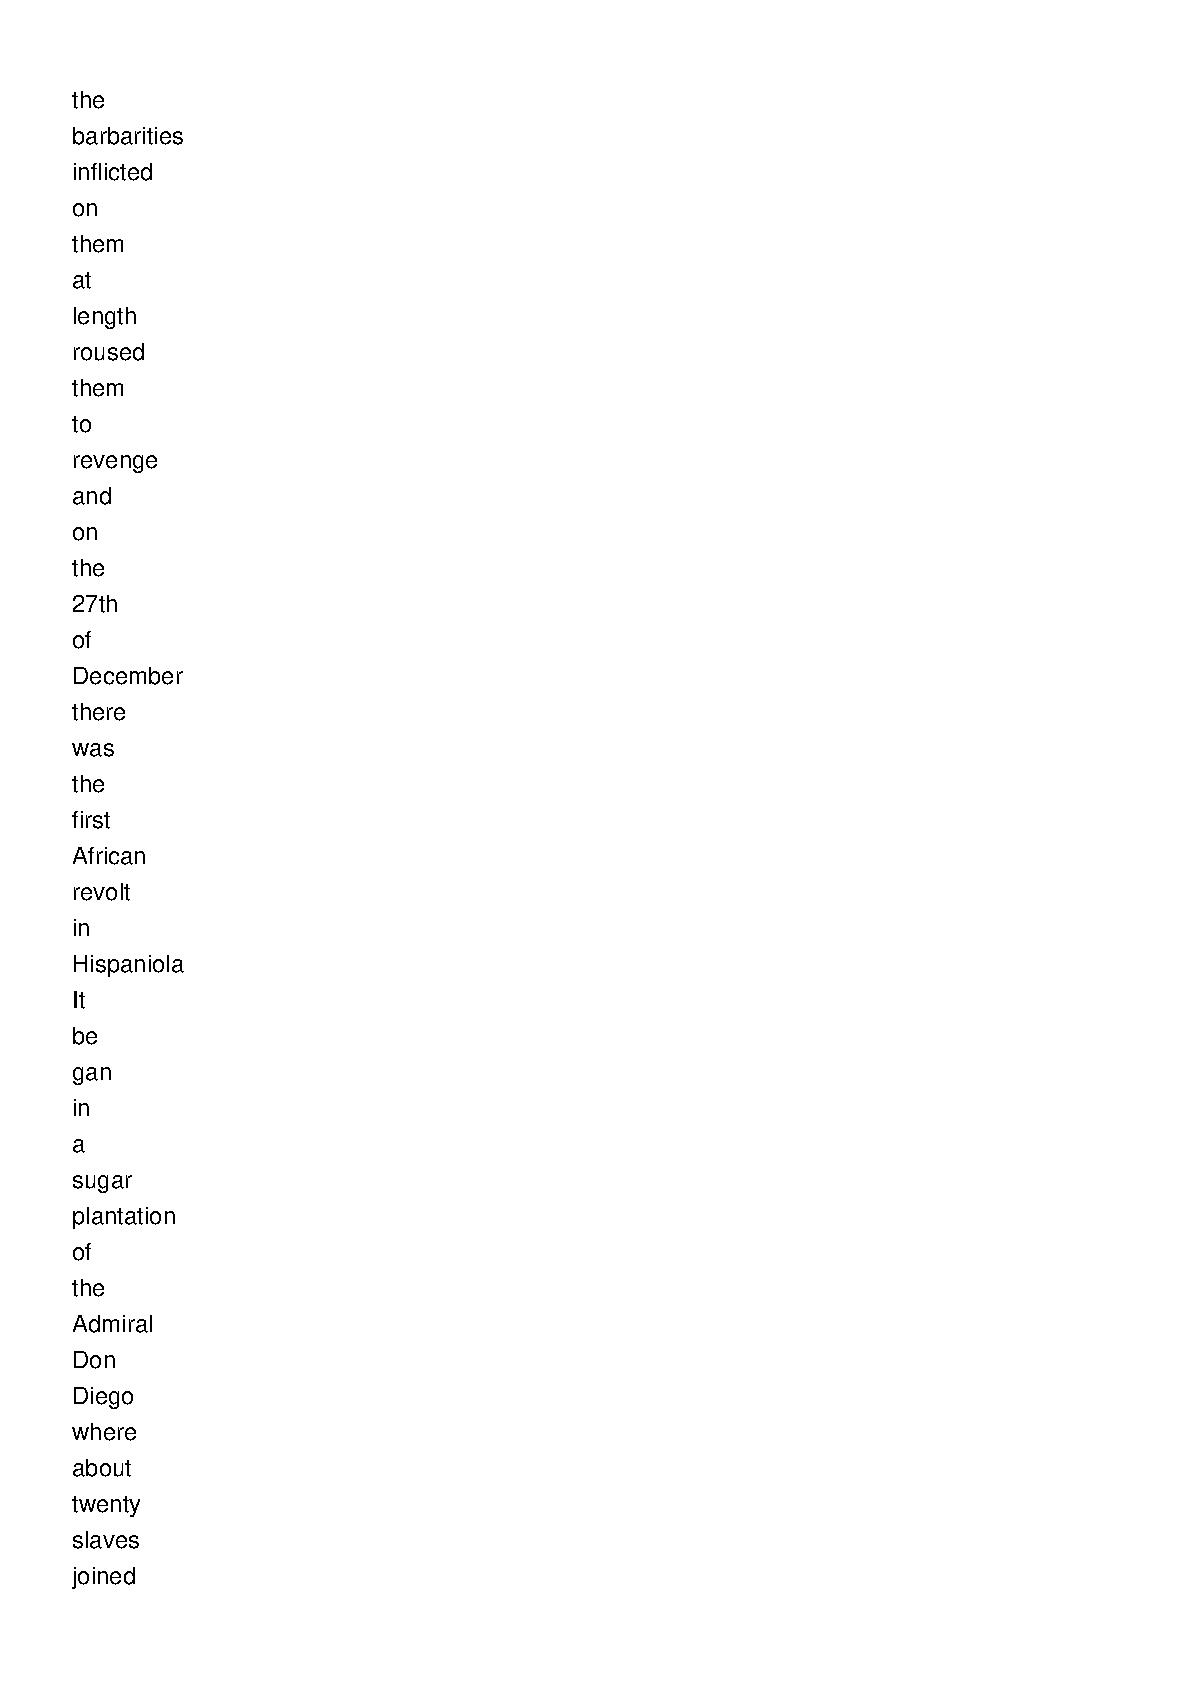 the
barbarities
inflicted
on
them
at
length
roused
them
to
revenge
and
on
the
27th
of
December
there
was
the
first
African
revolt
in
Hispaniola
It
be
gan
in
a
sugar
plantation
of
the
Admiral
Don
Diego
where
about
twenty
slaves
joined